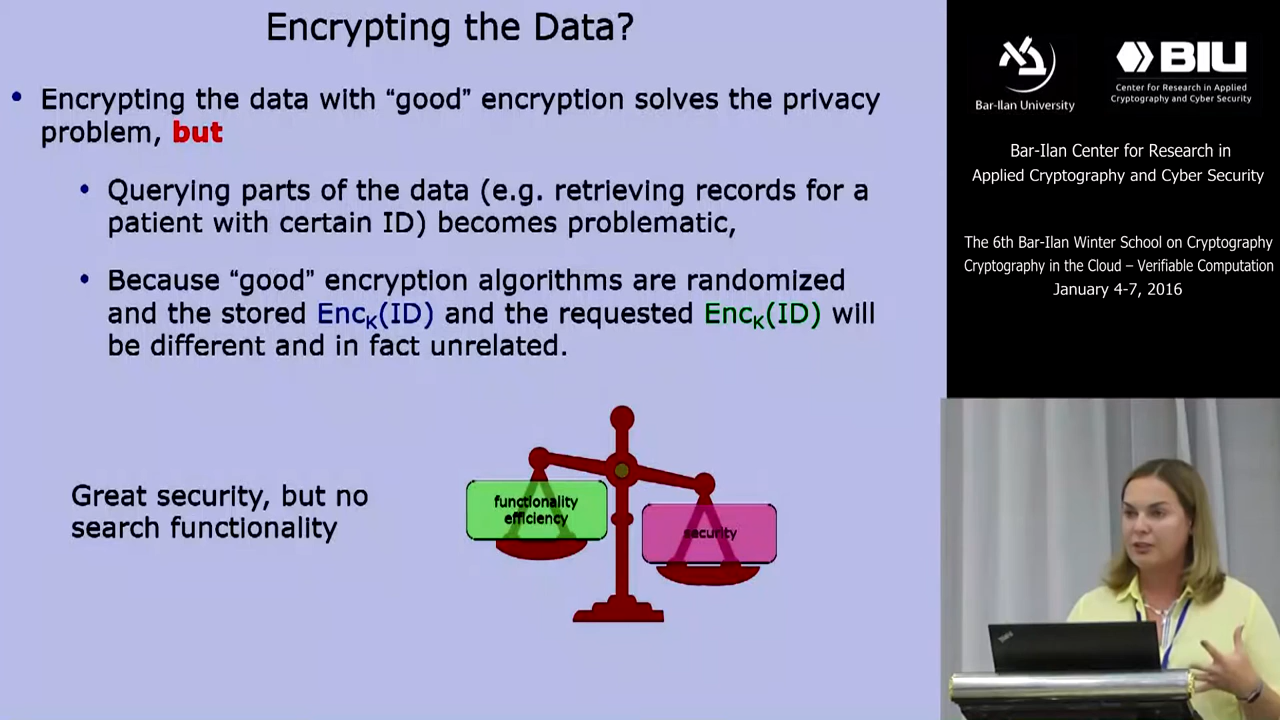 Encrypting the Data?
• Encrypting the data with “good” encryption solves the privacy
problem, but
• Querying parts of the data (e.g. retrieving records for a
patient with certain ID) becomes problematic,
• Because “good” encryption algorithms are randomized
and the stored EncK(ID) and the requested EncK(ID) will
be different and in fact unrelated.
Great security, but no
search functionality
functionality
efficiency
security
Bar-Ilan University
BIU
Center for Research in Applied
Cryptography and Cyber Security
Bar-Ilan Center for Research in
Applied Cryptography and Cyber Security
The 6th Bar-Ilan Winter School on Cryptography
Cryptography in the Cloud – Verifiable Computation
January 4-7, 2016